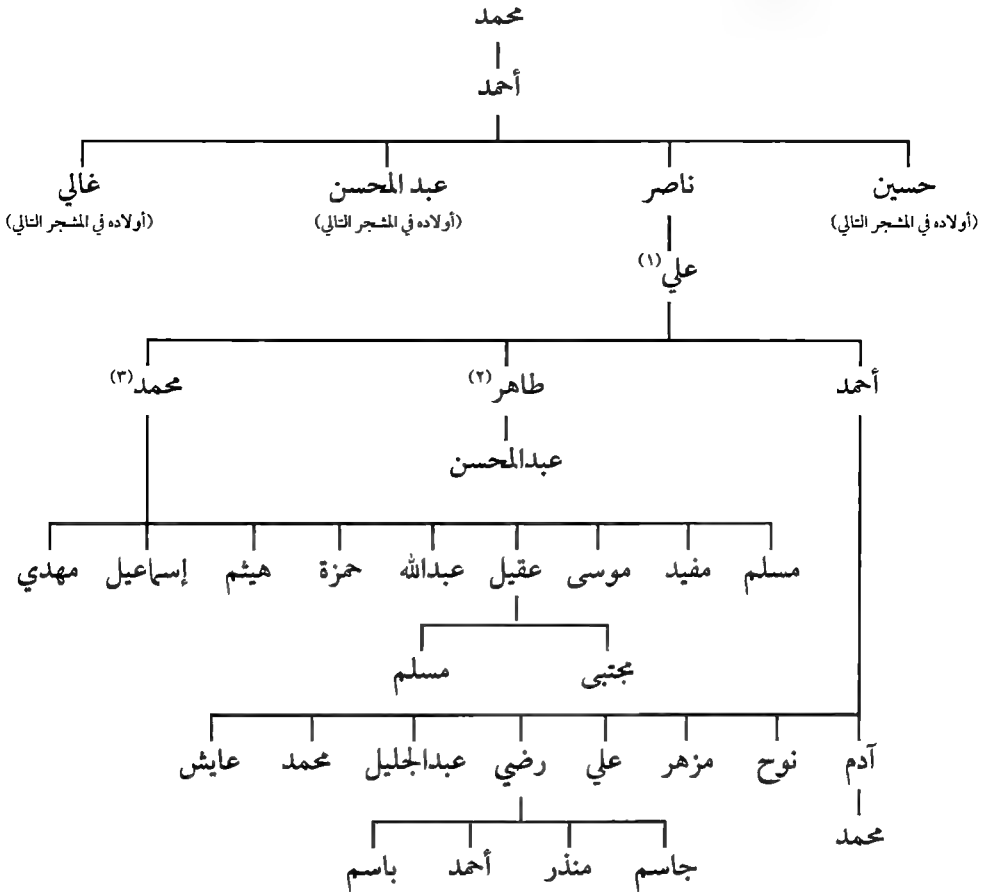 محمد
أحمد
حسين ناصر عبد المحسن غالي
(أولاده في المشجر التالي) (أولاده في المشجر التالي) (أولاده في المشجر التالي)
علي (١)
أحمد طاهر (٢) محمد (٣)
عبدالمحسن
مسلم مفيد موسى عقيل عبدالله حمزة هيثم إسماعيل مهدي
مجتبى مسلم
آدم نوح مزهر علي رضي عبدالجليل محمد عايش
محمد
جاسم منذر أحمد باسم